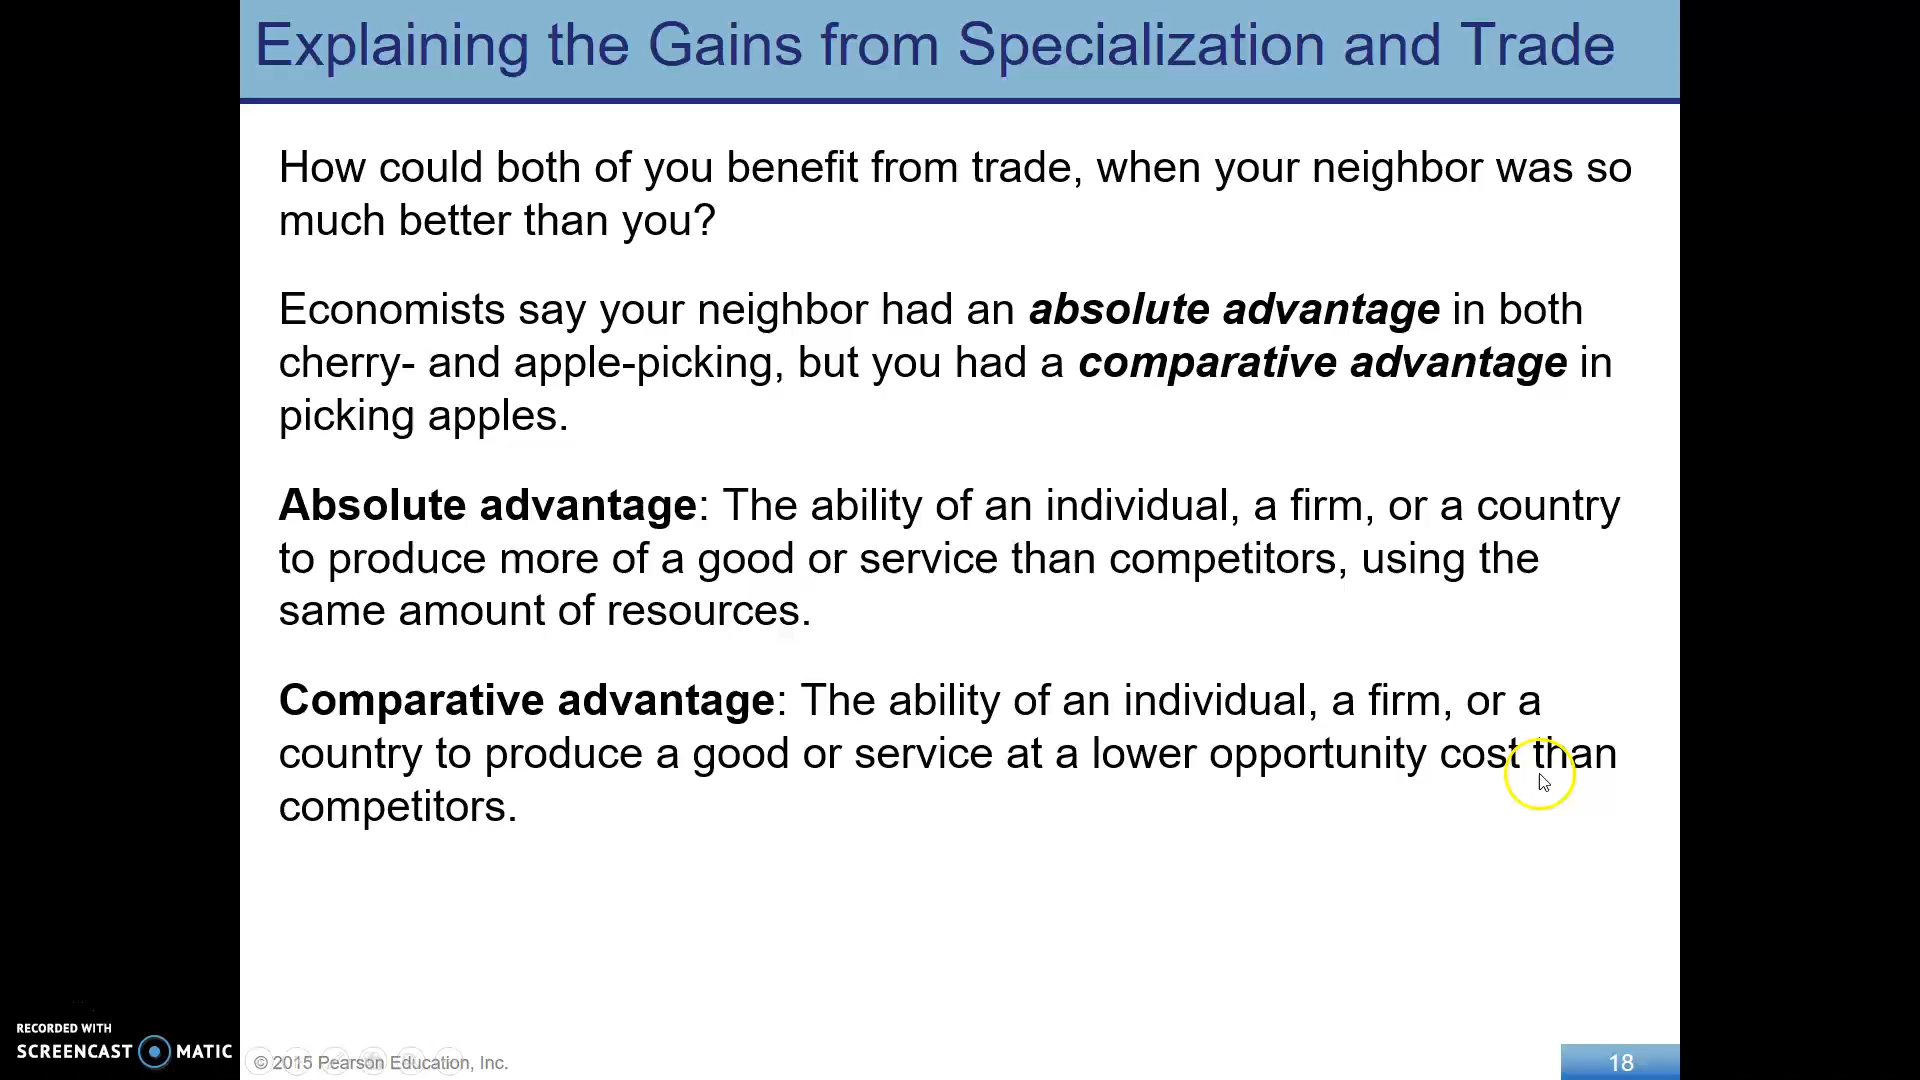 Explaining the Gains from Specialization and Trade
How could both of you benefit from trade, when your neighbor was so
much better than you?
Economists say your neighbor had an absolute advantage in both
cherry- and apple-picking, but you had a comparative advantage in
picking apples.
Absolute advantage: The ability of an individual, a firm, or a country
to produce more of a good or service than competitors, using the
same amount of resources.
Comparative advantage: The ability of an individual, a firm, or a
country to produce a good or service at a lower opportunity cost than
competitors.
RECORDED WITH
SCREENCAST MATIC
© 2015 Pearson Education, Inc.
18